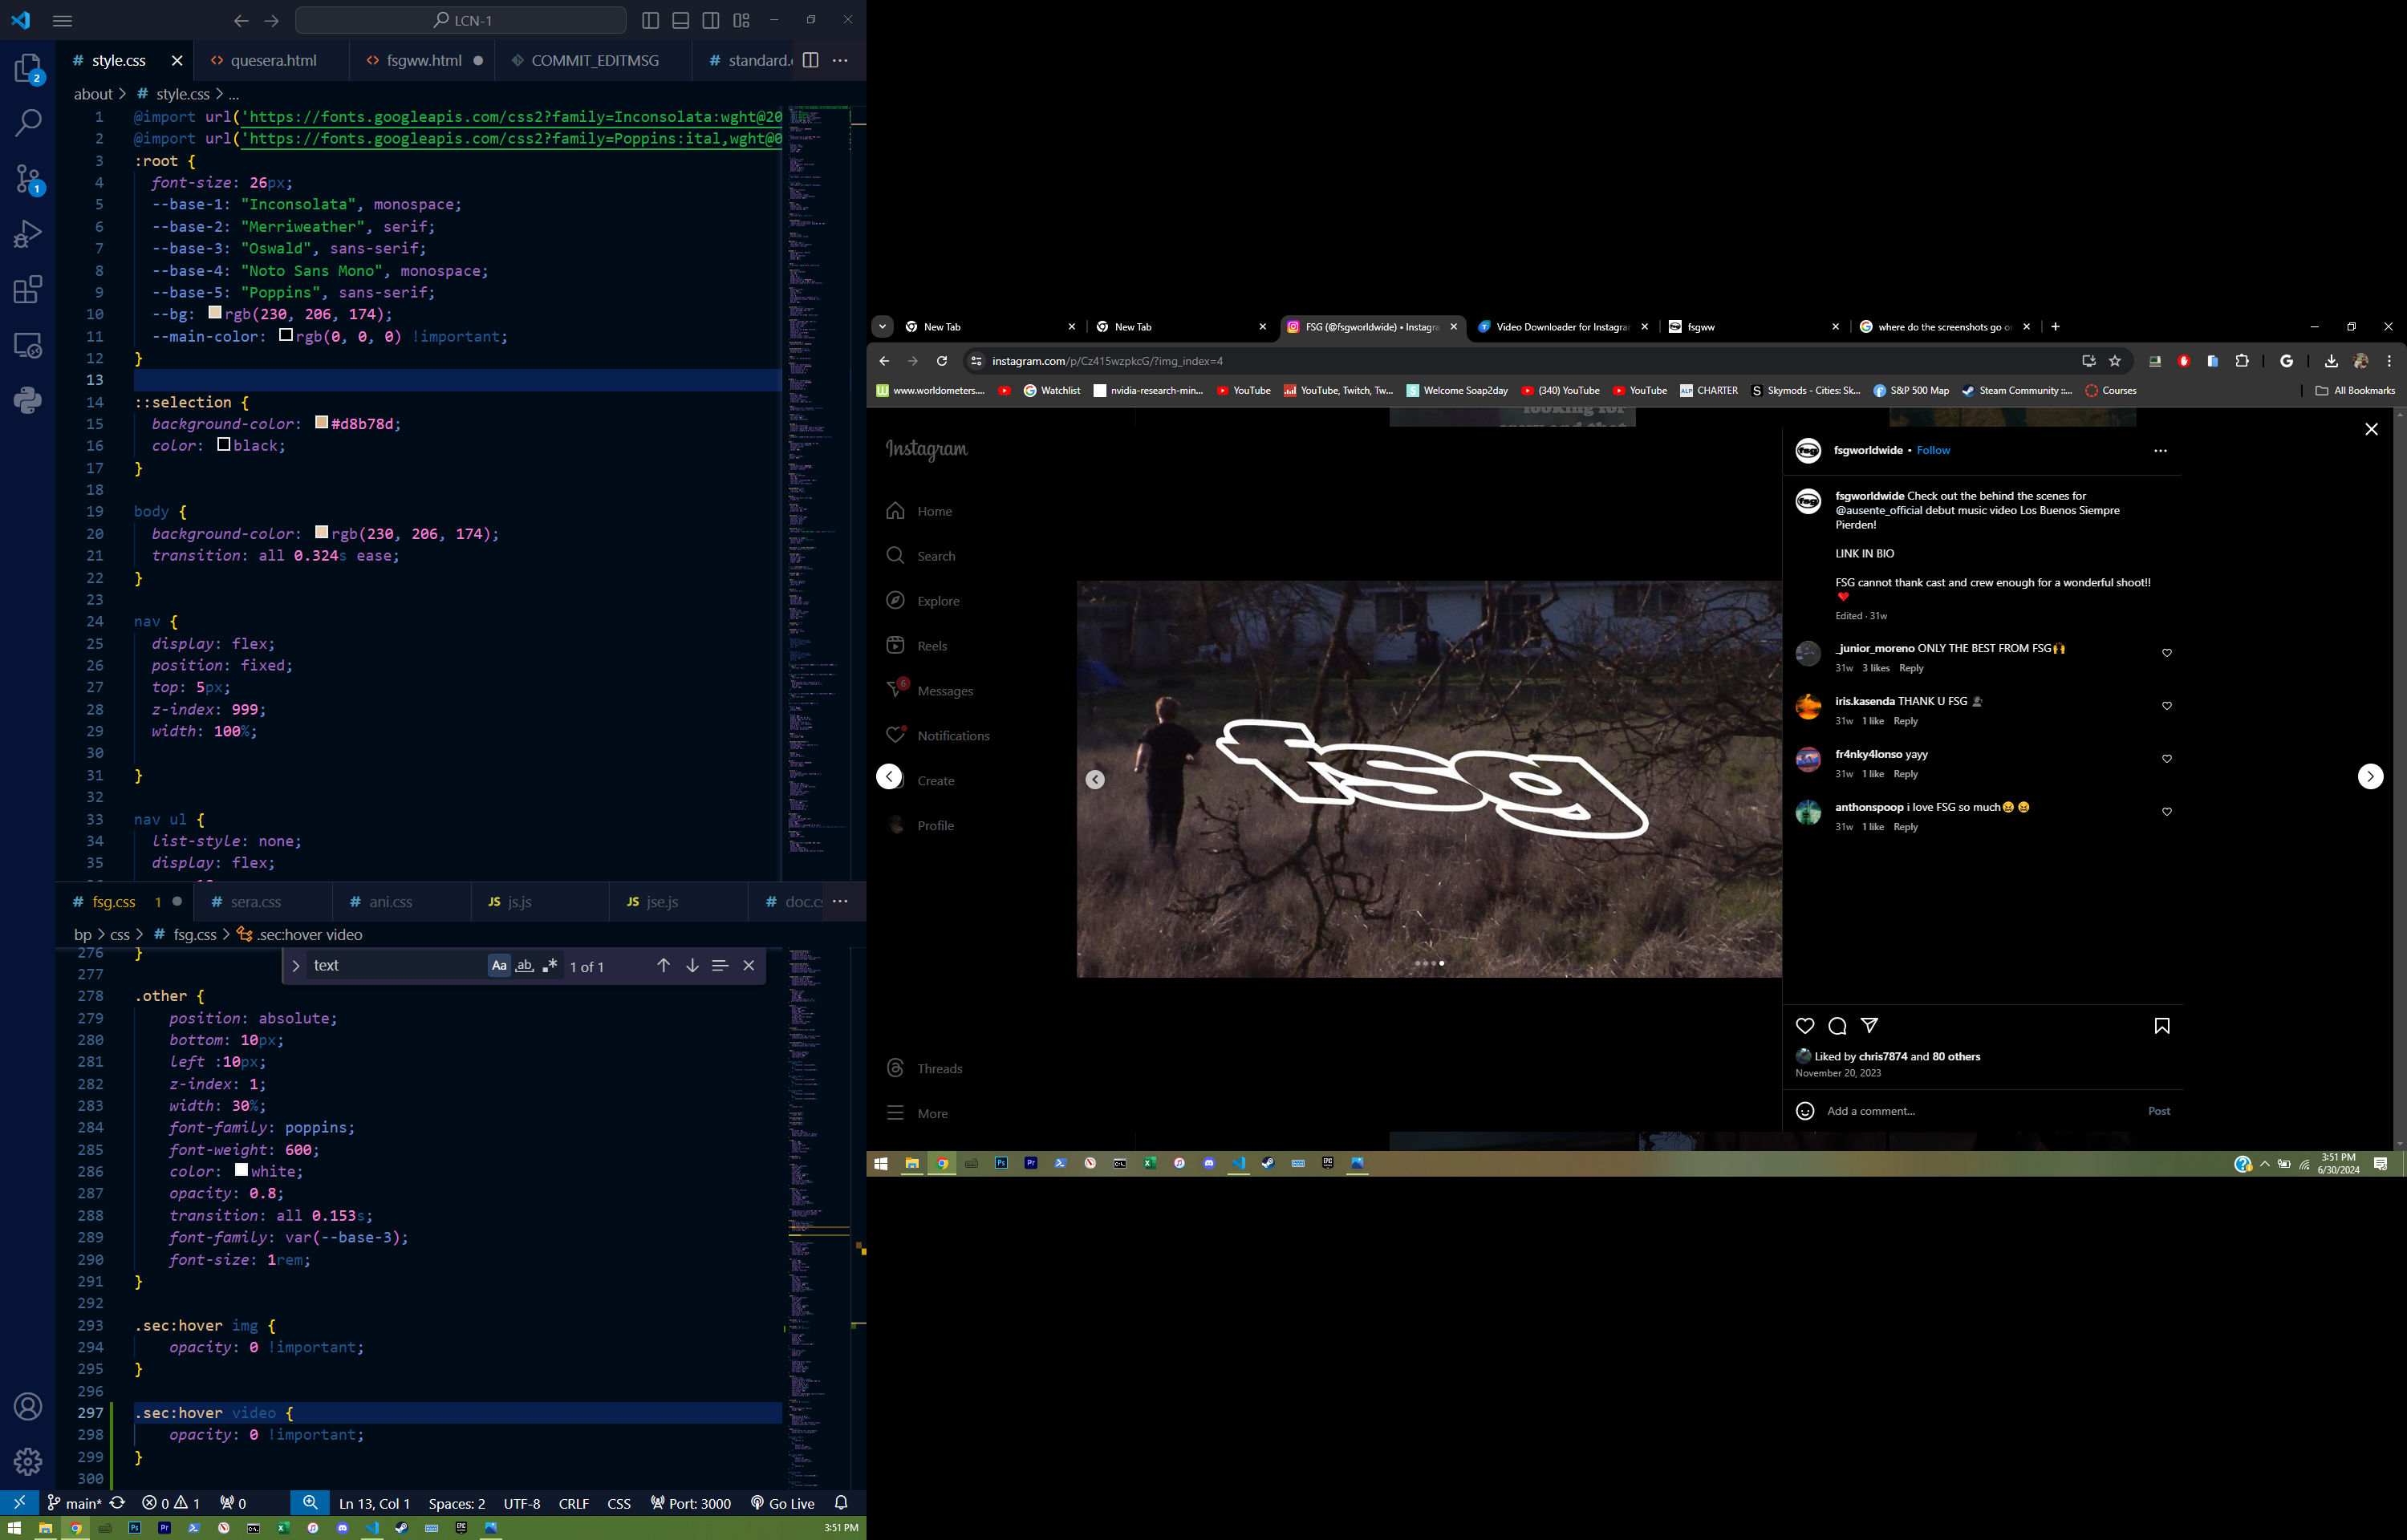 LCN-1
# style.css
<> quesera.html
<> fsgww.html
COMMIT_EDITMSG
# standard.
about > # style.css > ...
1 @import url('https://fonts.googleapis.com/css2?family=Inconsolata:wght@20
2 @import url('https://fonts.googleapis.com/css2?family=Poppins:ital,wght@0
3 :root {
4 font-size: 26px;
5 --base-1: "Inconsolata", monospace;
6 --base-2: "Merriweather", serif;
7 --base-3: "Oswald", sans-serif;
8 --base-4: "Noto Sans Mono", monospace;
9 --base-5: "Poppins", sans-serif;
10 --bg: rgb(230, 206, 174);
11 --main-color: rgb(0, 0, 0) !important;
12 }
13
14 ::selection {
15 background-color: #d8b78d;
16 color: black;
17 }
18
19 body {
20 background-color: rgb(230, 206, 174);
21 transition: all 0.324s ease;
22 }
23
24 nav {
25 display: flex;
26 position: fixed;
27 top: 5px;
28 z-index: 999;
29 width: 100%;
30
31 }
32
33 nav ul {
34 list-style: none;
35 display: flex;
# fsg.css 1
# sera.css
# ani.css
JS js.js
JS jse.js
# doc.c
bp > css > # fsg.css > .sec:hover video
text
Aa ab 1 of 1
276 }
277
278 .other {
279 position: absolute;
280 bottom: 10px;
281 left :10px;
282 z-index: 1;
283 width: 30%;
284 font-family: poppins;
285 font-weight: 600;
286 color: white;
287 opacity: 0.8;
288 transition: all 0.153s;
289 font-family: var(--base-3);
290 font-size: 1rem;
291 }
292
293 .sec:hover img {
294 opacity: 0 !important;
295 }
296
297 .sec:hover video {
298 opacity: 0 !important;
299 }
300
main* 0 1 0 Ln 13, Col 1 Spaces: 2 UTF-8 CRLF CSS Port: 3000 Go Live
3:51 PM
New Tab
New Tab
FSG (@fsgworldwide) • Instagra
Video Downloader for Instagra
fsgww
where do the screenshots go o
instagram.com/p/Cz415wzpkcG/?img_index=4
www.worldometers....
Watchlist
nvidia-research-min...
YouTube
YouTube, Twitch, Tw...
Welcome Soap2day
(340) YouTube
YouTube
CHARTER
Skymods - Cities: Sk...
S&P 500 Map
Steam Community ::...
Courses
All Bookmarks
looking for
Instagram
Home
Search
Explore
Reels
6
Messages
Notifications
Create
Profile
Threads
More
fsg
fsgworldwide • Follow
fsgworldwide Check out the behind the scenes for
@ausente_official debut music video Los Buenos Siempre
Pierden!
LINK IN BIO
FSG cannot thank cast and crew enough for a wonderful shoot!!
❤️
Edited · 31w
_junior_moreno ONLY THE BEST FROM FSG🙌
31w 3 likes Reply
iris.kasenda THANK U FSG
31w 1 like Reply
fr4nky4lonso yayy
31w 1 like Reply
anthonspoop i love FSG so much😝😝
31w 1 like Reply
Liked by chris7874 and 80 others
November 20, 2023
Add a comment...
Post
3:51 PM
6/30/2024